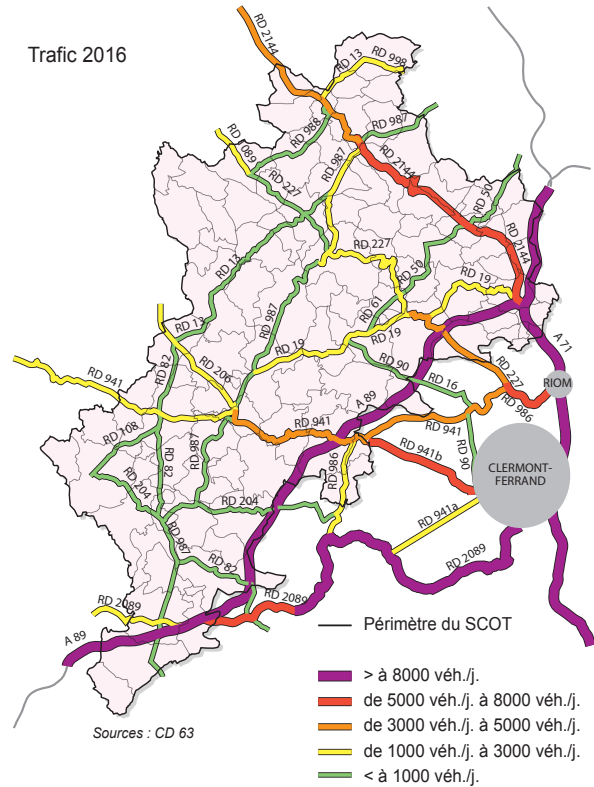 Trafic 2016
RD 2144
RD 13
RD 998
RD 1089
RD 988
RD 987
RD 987
RD 2144
RD 227
RD 50
RD 2144
RD 13
RD 227
RD 50
RD 19
RD 987
RD 61
RD 13
RD 82
RD 19
RD 19
A 71
RD 941
RD 206
RD 90
RD 16
RD 227
RIOM
RD 986
A 89
RD 108
RD 987
RD 941
RD 941
RD 82
RD 986
RD 941b
RD 90
CLERMONT-
FERRAND
RD 204
RD 204
RD 941a
RD 987
RD 82
RD 2089
RD 2089
RD 2089
A 89
Périmètre du SCOT
> à 8000 véh./j.
de 5000 véh./j. à 8000 véh./j.
de 3000 véh./j. à 5000 véh./j.
de 1000 véh./j. à 3000 véh./j.
< à 1000 véh./j.
Sources : CD 63